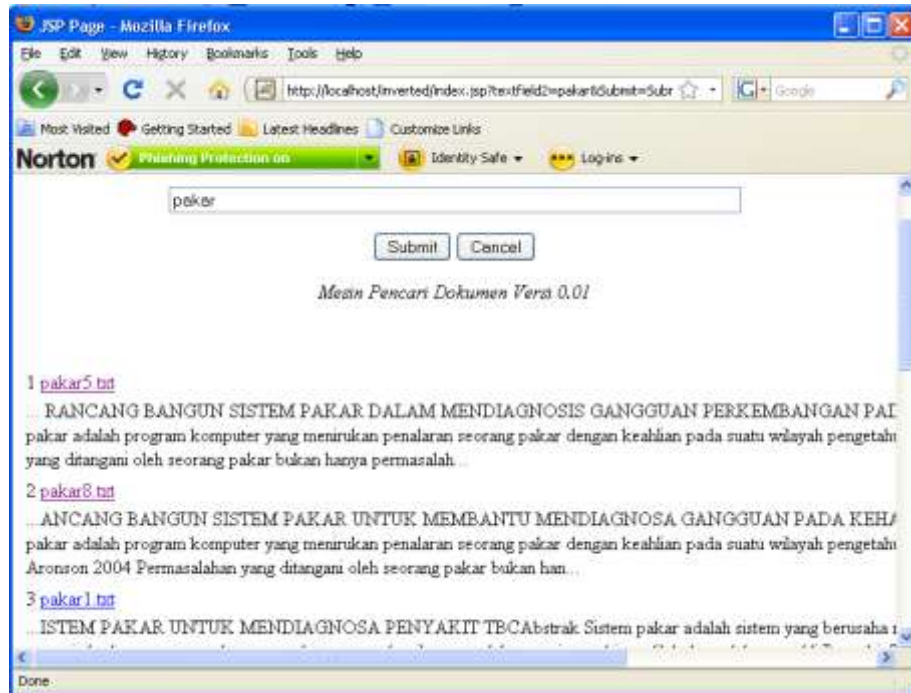 JSP Page - Mozilla Firefox
File Edit View History Bookmarks Tools Help
http://localhost/inverted/index.jsp?textfield2=pakar&Submit=Subr Google
Most Visited Getting Started Latest Headlines Customize Links
Norton Phishing Protection on Identity Safe Log-ins
pakar
Submit Cancel
Mesin Pencari Dokumen Versi 0.01
1 pakar5.txt
... RANCANG BANGUN SISTEM PAKAR DALAM MENDIAGNOSIS GANGGUAN PERKEMBANGAN PAD
pakar adalah program komputer yang menirukan penalaran seorang pakar dengan keahlian pada suatu wilayah pengetahu
yang ditangani oleh seorang pakar bukan hanya permasalah...
2 pakar8.txt
...ANCANG BANGUN SISTEM PAKAR UNTUK MEMBANTU MENDIAGNOSA GANGGUAN PADA KEHA
pakar adalah program komputer yang menirukan penalaran seorang pakar dengan keahlian pada suatu wilayah pengetahu
Aronson 2004 Permasalahan yang ditangani oleh seorang pakar bukan han...
3 pakar1.txt
...ISTEM PAKAR UNTUK MENDIAGNOSA PENYAKIT TBCAbstrak Sistem pakar adalah sistem yang berusaha
Done